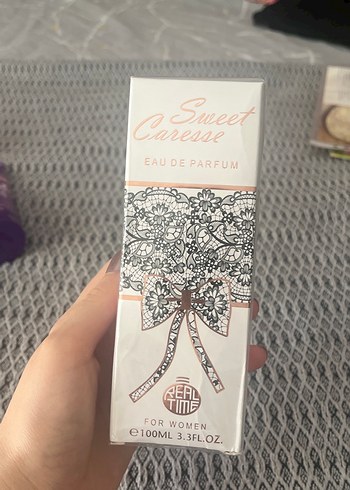 Sweet
Caresse
EAU DE PARFUM
REAL
TIME
FOR WOMEN
℮100ML 3.3FL.OZ.